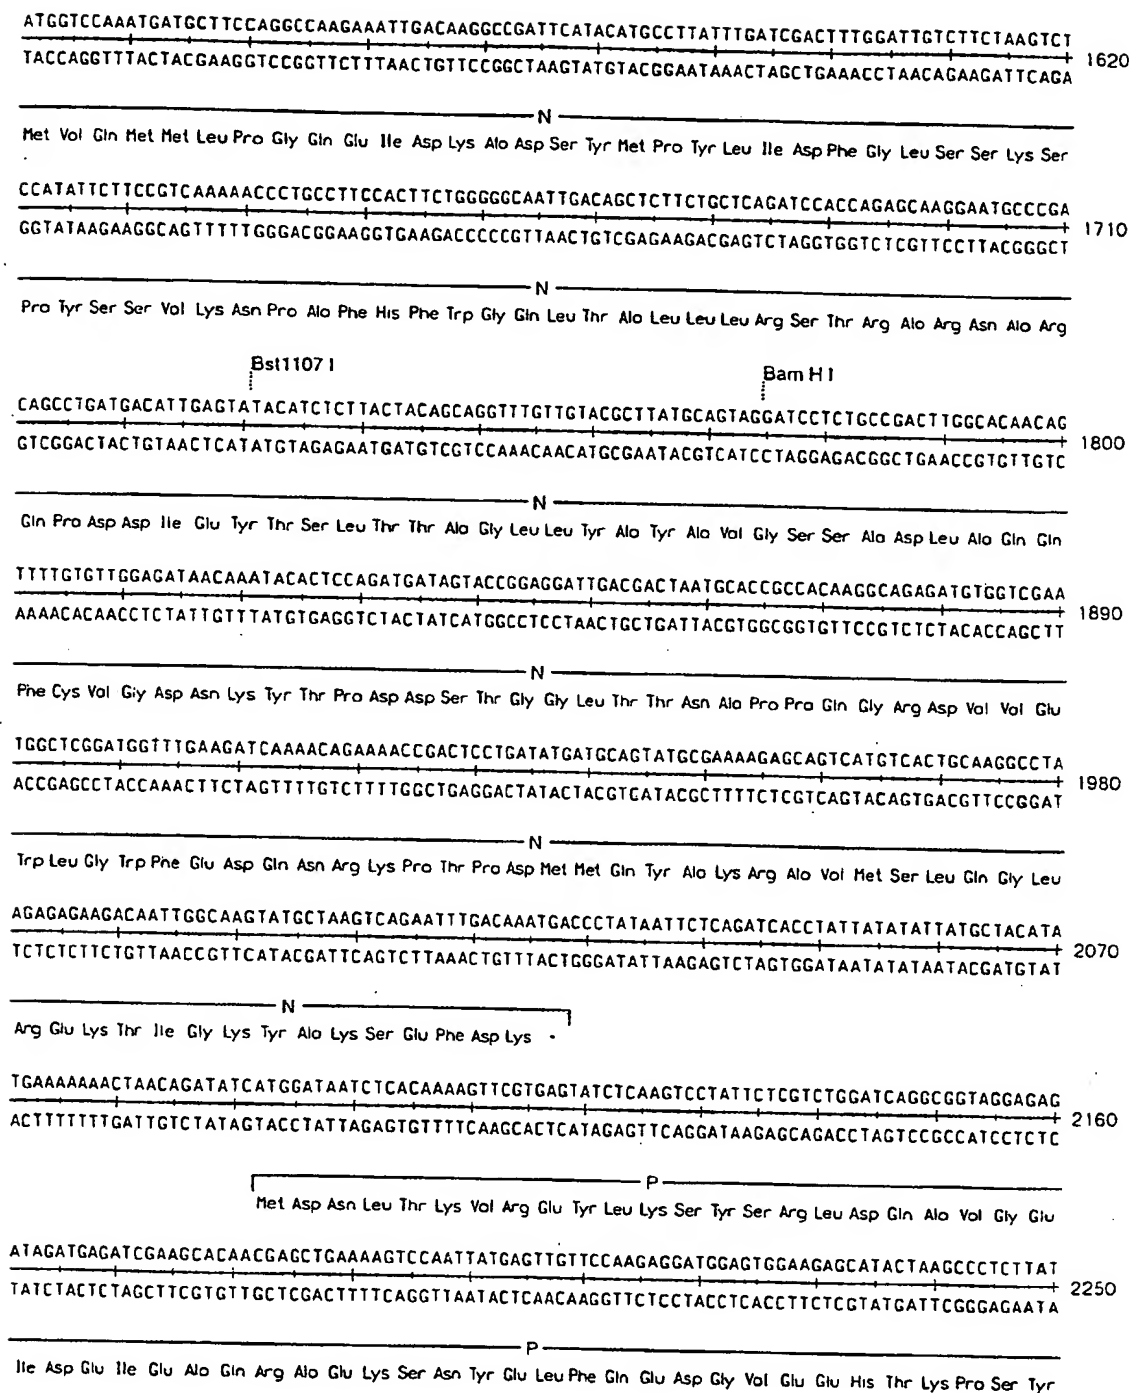 ATGGTCCAAATGATGCTTCCAGGCCAAGAAATTGACAAGGCCGATTCATACATGCCTTATTTGATCGACTTTGGATTGTCTTCTAAGTCT
1620
TACCAGGTTTACTACGAAGGTCCGGTTCTTTAACTGTTCCGGCTAAGTATGTACGGAATAAACTAGCTGAAACCTAACAGAAGATTCAGA
N
Met Val Gln Met Met Leu Pro Gly Gln Glu Ile Asp Lys Ala Asp Ser Tyr Met Pro Tyr Leu Ile Asp Phe Gly Leu Ser Ser Lys Ser
CCATATTCTTCCGTCAAAAACCCTGCCTTCCACTTCTGGGGGCAATTGACAGCTCTTCTGCTCAGATCCACCAGAGCAAGGAATGCCCGA
1710
GGTATAAGAAGGCAGTTTTTGGGACGGAAGGTGAAGACCCCCGTTAACTGTCGAGAAGACGAGTCTAGGTGGTCTCGTTCCTTACGGGCT
N
Pro Tyr Ser Ser Val Lys Asn Pro Ala Phe His Phe Trp Gly Gln Leu Thr Ala Leu Leu Leu Arg Ser Thr Arg Ala Arg Asn Ala Arg
Bst1107 I Bam H I
CAGCCTGATGACATTGAGTATACATCTCTTACTACAGCAGGTTTGTTGTACGCTTATGCAGTAGGATCCTCTGCCGACTTGGCACAACAG
1800
GTCGGACTACTGTAACTCATATGTAGAGAATGATGTCGTCCAAACAACATGCGAATACGTCATCCTAGGAGACGGCTGAACCGTGTTGTC
N
Gln Pro Asp Asp Ile Glu Tyr Thr Ser Leu Thr Thr Ala Gly Leu Leu Tyr Ala Tyr Ala Val Gly Ser Ser Ala Asp Leu Ala Gln Gln
TTTTGTGTTGGAGATAACAAATACACTCCAGATGATAGTACCGGAGGATTGACGACTAATGCACCGCCACAAGGCAGAGATGTGGTCGAA
1890
AAAACACAACCTCTATTGTTTATGTGAGGTCTACTATCATGGCCTCCTAACTGCTGATTACGTGGCGGTGTTCCGTCTCTACACCAGCTT
N
Phe Cys Val Gly Asp Asn Lys Tyr Thr Pro Asp Asp Ser Thr Gly Gly Leu Thr Thr Asn Ala Pro Pro Gln Gly Arg Asp Val Val Glu
TGGCTCGGATGGTTTGAAGATCAAAACAGAAAACCGACTCCTGATATGATGCAGTATGCGAAAAGAGCAGTCATGTCACTGCAAGGCCTA
1980
ACCGAGCCTACCAAACTTCTAGTTTTGTCTTTTGGCTGAGGACTATACTACGTCATACGCTTTTCTCGTCAGTACAGTGACGTTCCGGAT
N
Trp Leu Gly Trp Phe Glu Asp Gln Asn Arg Lys Pro Thr Pro Asp Met Met Gln Tyr Ala Lys Arg Ala Val Met Ser Leu Gln Gly Leu
AGAGAGAAGACAATTGGCAAGTATGCTAAGTCAGAATTTGACAAATGACCCTATAATTCTCAGATCACCTATTATATATTATGCTACATA
2070
TCTCTCTTCTGTTAACCGTTCATACGATTCAGTCTTAAACTGTTTACTGGGATATTAAGAGTCTAGTGGATAATATATAATACGATGTAT
N
Arg Glu Lys Thr Ile Gly Lys Tyr Ala Lys Ser Glu Phe Asp Lys ·
TGAAAAAAACTAACAGATATCATGGATAATCTCACAAAAGTTCGTGAGTATCTCAAGTCCTATTCTCGTCTGGATCAGGCGGTAGGAGAG
2160
ACTTTTTTTGATTGTCTATAGTACCTATTAGAGTGTTTTCAAGCACTCATAGAGTTCAGGATAAGAGCAGACCTAGTCCGCCATCCTCTC
P
Met Asp Asn Leu Thr Lys Val Arg Glu Tyr Leu Lys Ser Tyr Ser Arg Leu Asp Gln Ala Val Gly Glu
ATAGATGAGATCGAAGCACAACGAGCTGAAAAGTCCAATTATGAGTTGTTCCAAGAGGATGGAGTGGAAGAGCATACTAAGCCCTCTTAT
2250
TATCTACTCTAGCTTCGTGTTGCTCGACTTTTCAGGTTAATACTCAACAAGGTTCTCCTACCTCACCTTCTCGTATGATTCGGGAGAATA
P
Ile Asp Glu Ile Glu Ala Gln Arg Ala Glu Lys Ser Asn Tyr Glu Leu Phe Gln Glu Asp Gly Val Glu Glu His Thr Lys Pro Ser Tyr